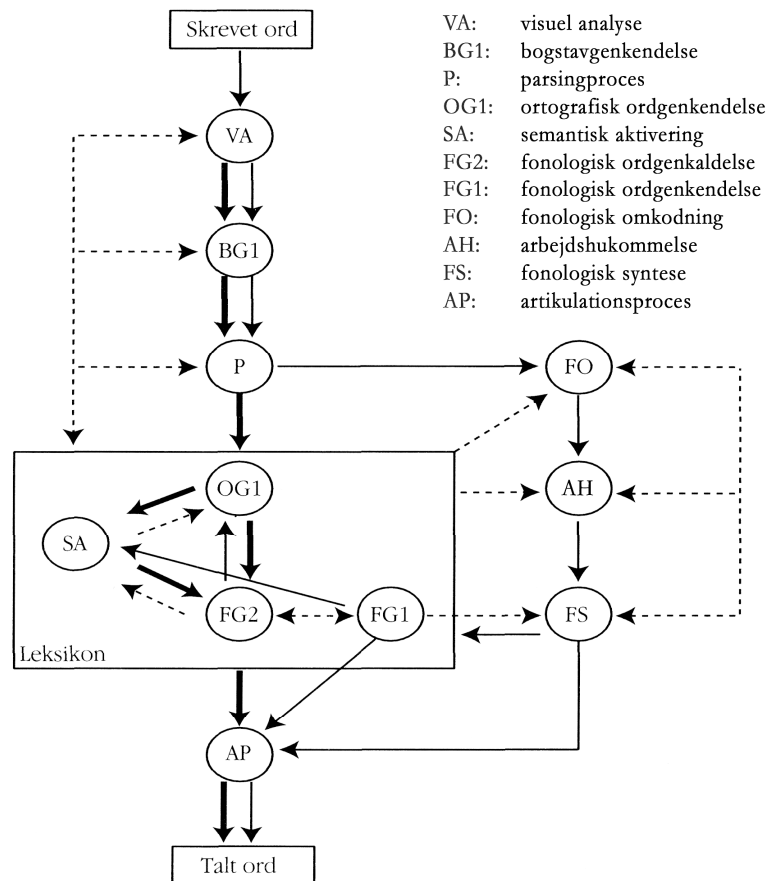 Skrevet ord
VA: visuel analyse
BG1: bogstavgenkendelse
P: parsingproces
OG1: ortografisk ordgenkendelse
SA: semantisk aktivering
FG2: fonologisk ordgenkaldelse
FG1: fonologisk ordgenkendelse
FO: fonologisk omkodning
AH: arbejdshukommelse
FS: fonologisk syntese
AP: artikulationsproces
VA
BG1
P
FO
OG1
AH
SA
FG2
FG1
FS
Leksikon
AP
Talt ord